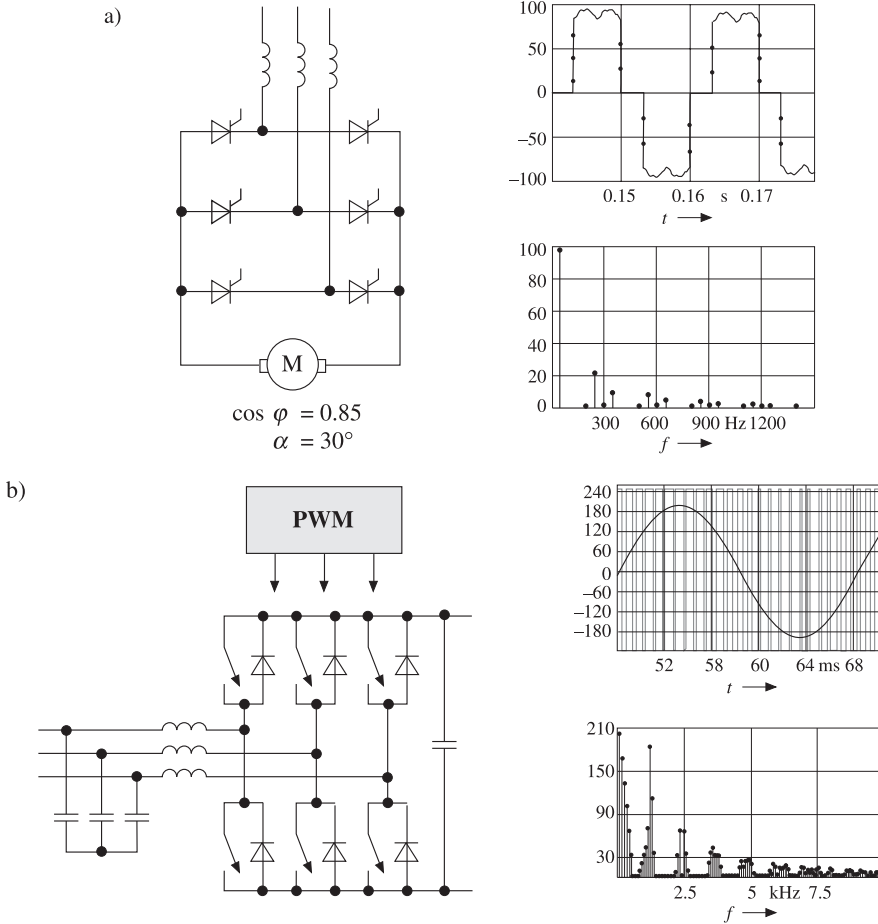 a)
100
50
0
−50
−100
0.15 0.16 s 0.17
t
M
cos φ = 0.85
α = 30°
100
80
60
40
20
0
300 600 900 Hz 1200
f
b)
PWM
240
180
120
60
0
−60
−120
−180
52 58 60 64 ms 68
t
210
150
90
30
2.5 5 kHz 7.5
f